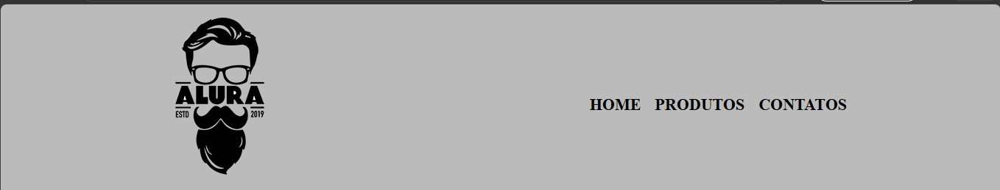 ALURA
ESTD 2019
HOME PRODUTOS CONTATOS